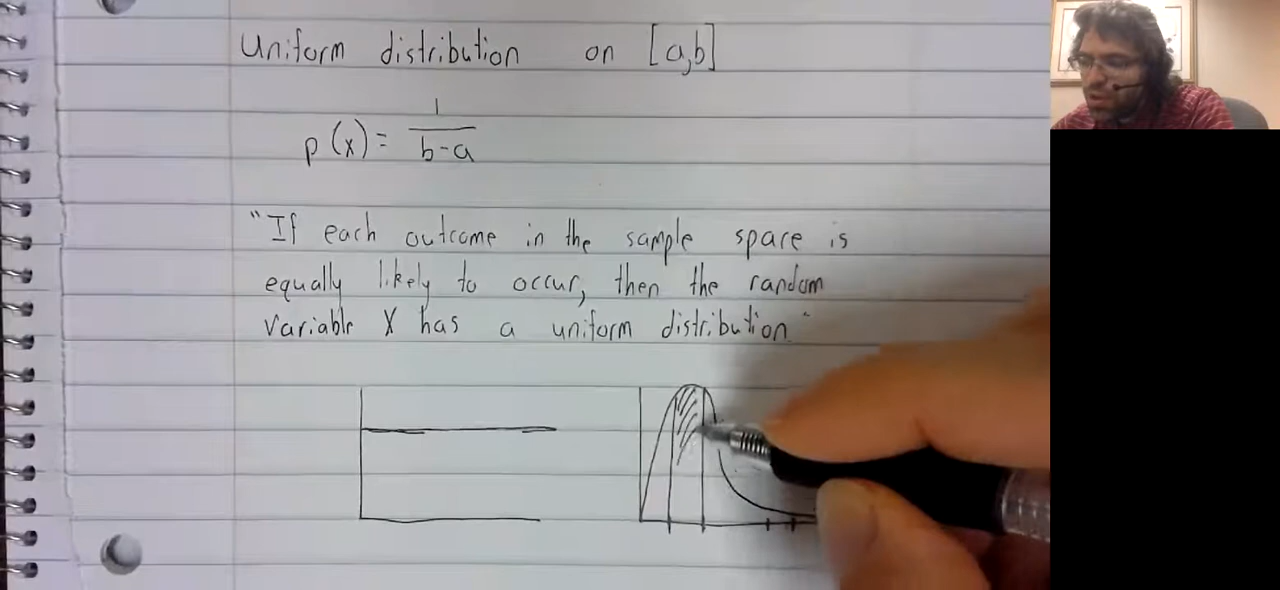 Uniform distribution on [a,b]
p(x) = 1/(b-a)
"If each outcome in the sample space is
equally likely to occur, then the random
variable X has a uniform distribution."